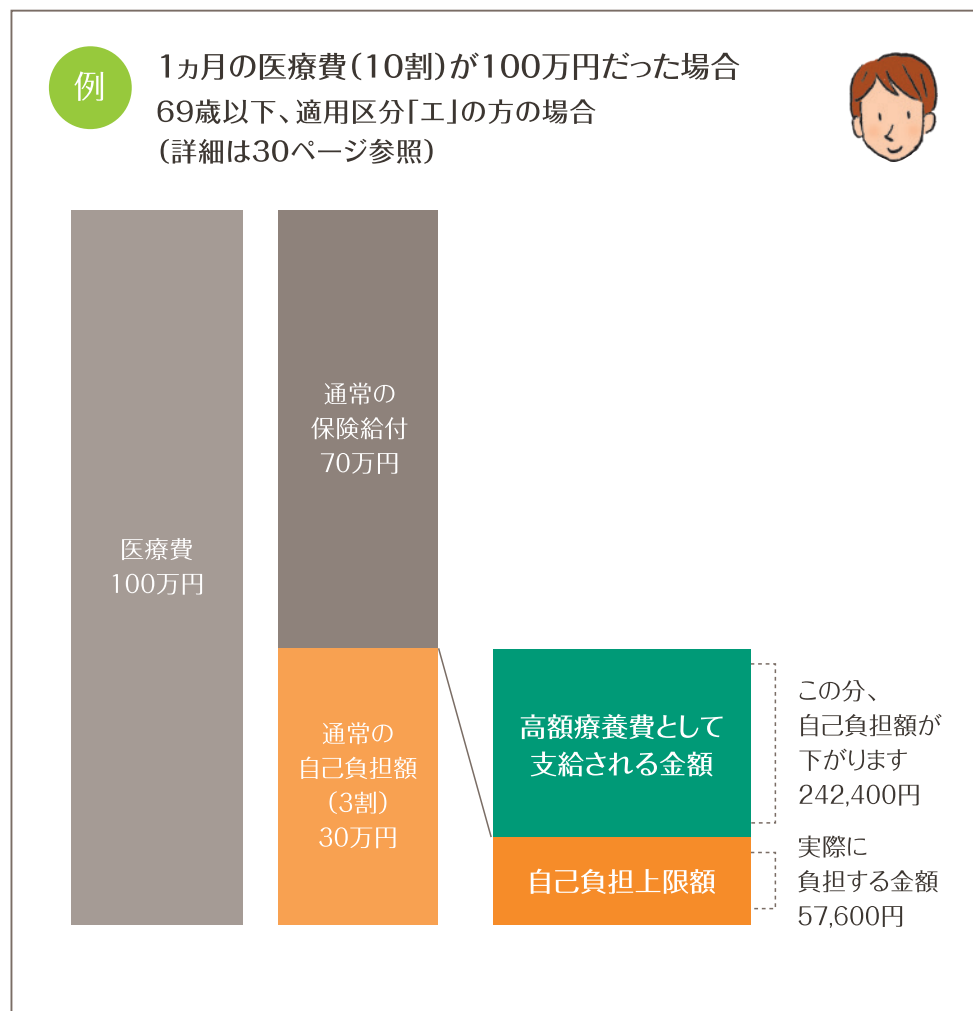 例
1ヵ月の医療費（10割）が100万円だった場合
69歳以下、適用区分「エ」の方の場合
（詳細は30ページ参照）
医療費
100万円
通常の
保険給付
70万円
通常の
自己負担額
（3割）
30万円
高額療養費として
支給される金額
自己負担上限額
この分、
自己負担額が
下がります
242,400円
実際に
負担する金額
57,600円